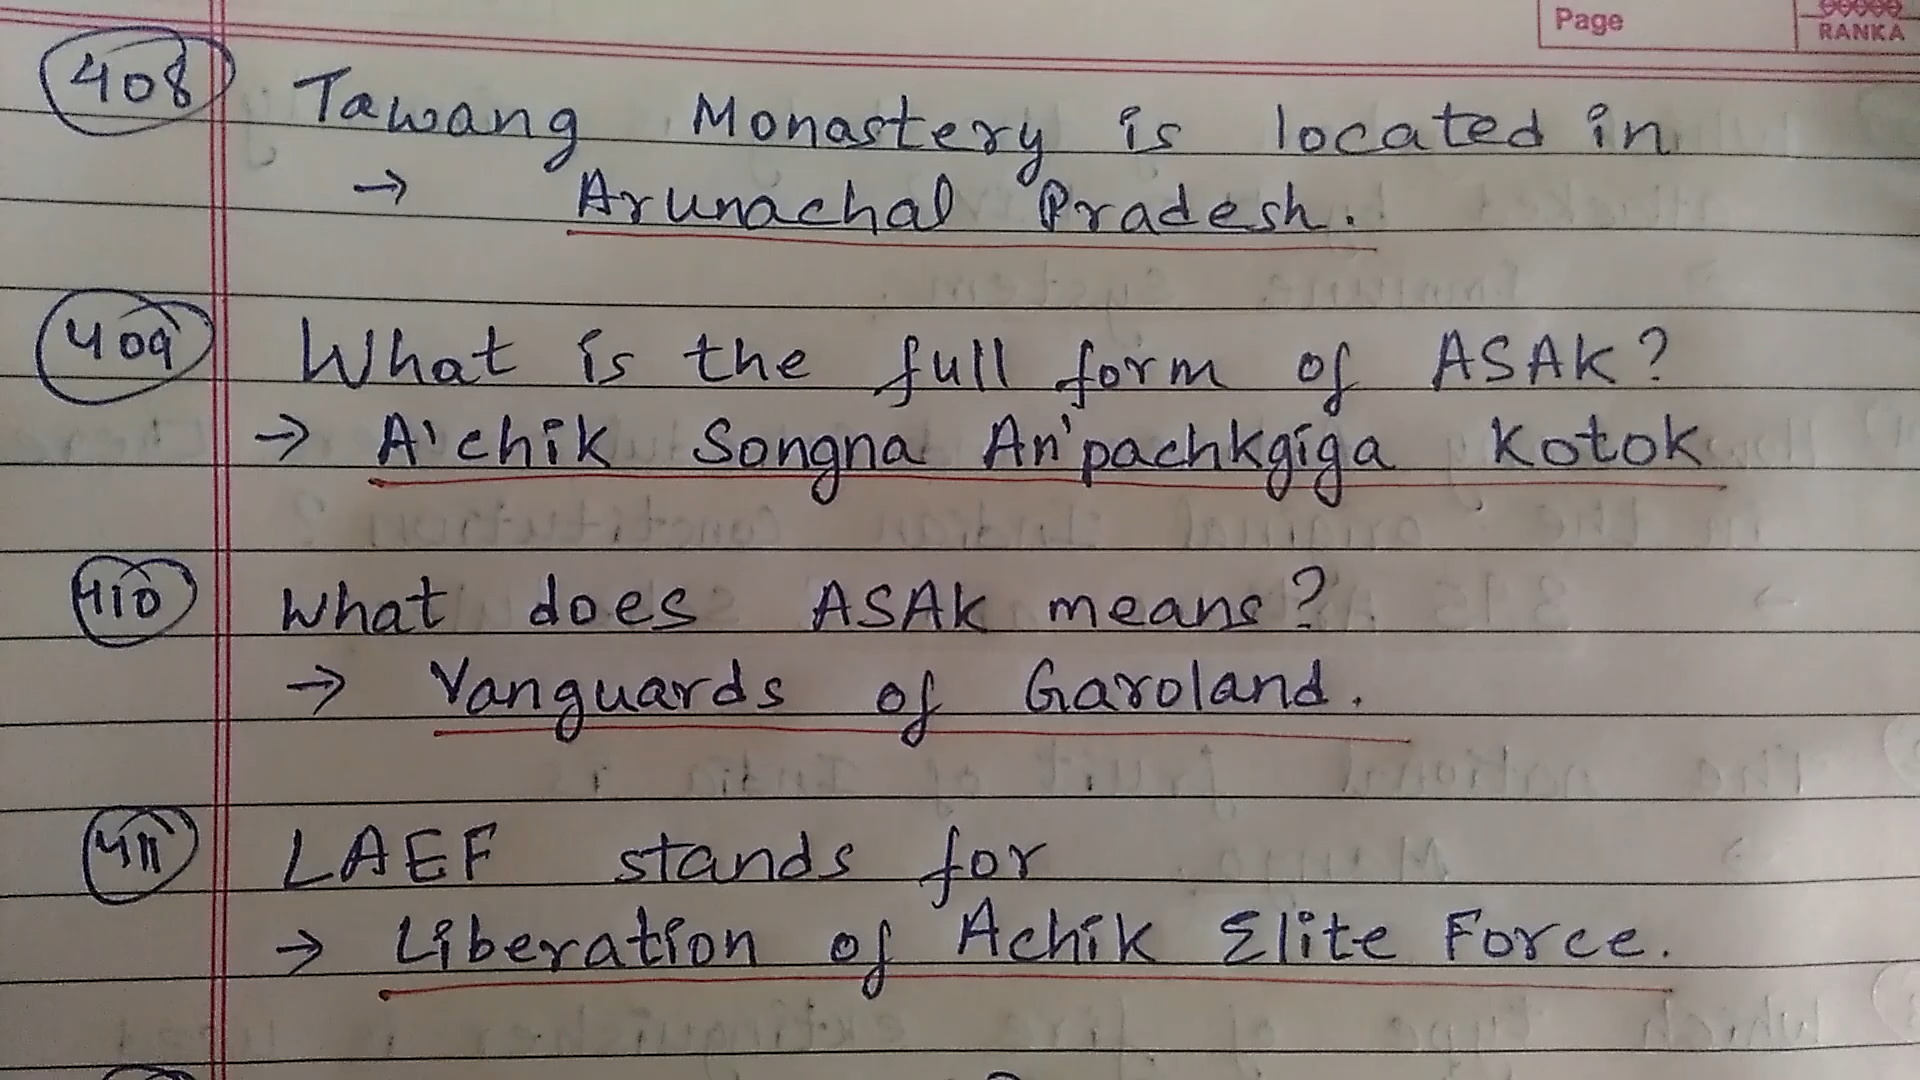 Page
RANKA
408 Tawang Monastery is located in
→ Arunachal Pradesh.
409 What is the full form of ASAK?
→ A'chik Songna An'pachkgiga Kotok
410 What does ASAK means?
→ Vanguards of Garoland.
411 LAEF stands for
→ Liberation of Achik Elite Force.